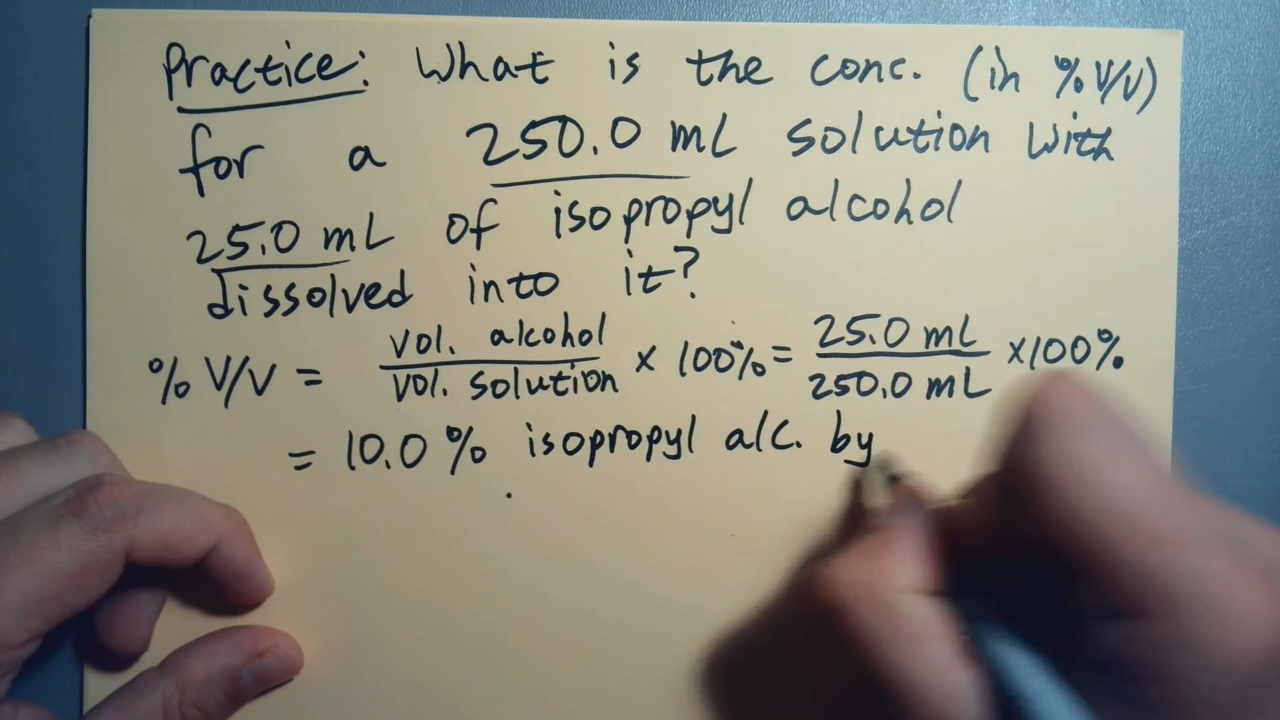 Practice: What is the conc. (in % V/V)
for a 250.0 mL solution with
25.0 mL of isopropyl alcohol
dissolved into it?
% V/V = vol. alcohol / vol. solution × 100% = 25.0 mL / 250.0 mL × 100%
= 10.0 % isopropyl alc. by